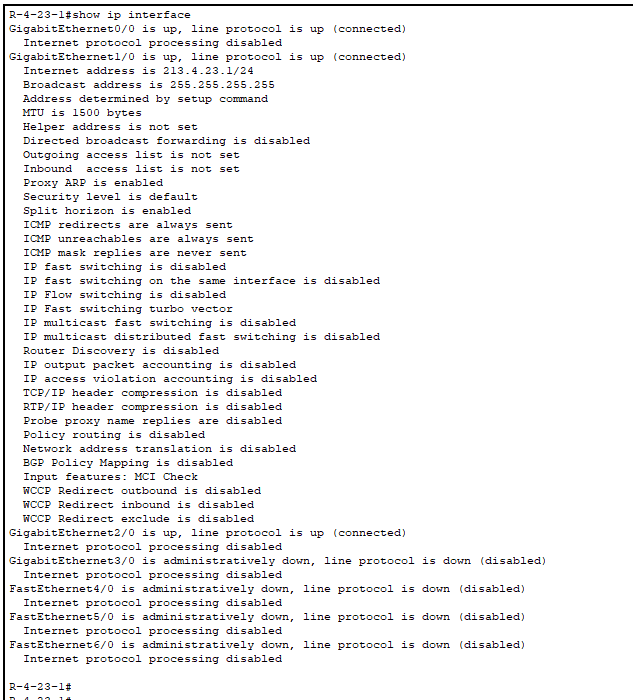 R-4-23-1#show ip interface
GigabitEthernet0/0 is up, line protocol is up (connected)
  Internet protocol processing disabled
GigabitEthernet1/0 is up, line protocol is up (connected)
  Internet address is 213.4.23.1/24
  Broadcast address is 255.255.255.255
  Address determined by setup command
  MTU is 1500 bytes
  Helper address is not set
  Directed broadcast forwarding is disabled
  Outgoing access list is not set
  Inbound  access list is not set
  Proxy ARP is enabled
  Security level is default
  Split horizon is enabled
  ICMP redirects are always sent
  ICMP unreachables are always sent
  ICMP mask replies are never sent
  IP fast switching is disabled
  IP fast switching on the same interface is disabled
  IP Flow switching is disabled
  IP Fast switching turbo vector
  IP multicast fast switching is disabled
  IP multicast distributed fast switching is disabled
  Router Discovery is disabled
  IP output packet accounting is disabled
  IP access violation accounting is disabled
  TCP/IP header compression is disabled
  RTP/IP header compression is disabled
  Probe proxy name replies are disabled
  Policy routing is disabled
  Network address translation is disabled
  BGP Policy Mapping is disabled
  Input features: MCI Check
  WCCP Redirect outbound is disabled
  WCCP Redirect inbound is disabled
  WCCP Redirect exclude is disabled
GigabitEthernet2/0 is up, line protocol is up (connected)
  Internet protocol processing disabled
GigabitEthernet3/0 is administratively down, line protocol is down (disabled)
  Internet protocol processing disabled
FastEthernet4/0 is administratively down, line protocol is down (disabled)
  Internet protocol processing disabled
FastEthernet5/0 is administratively down, line protocol is down (disabled)
  Internet protocol processing disabled
FastEthernet6/0 is administratively down, line protocol is down (disabled)
  Internet protocol processing disabled
R-4-23-1#
R-4-23-1#